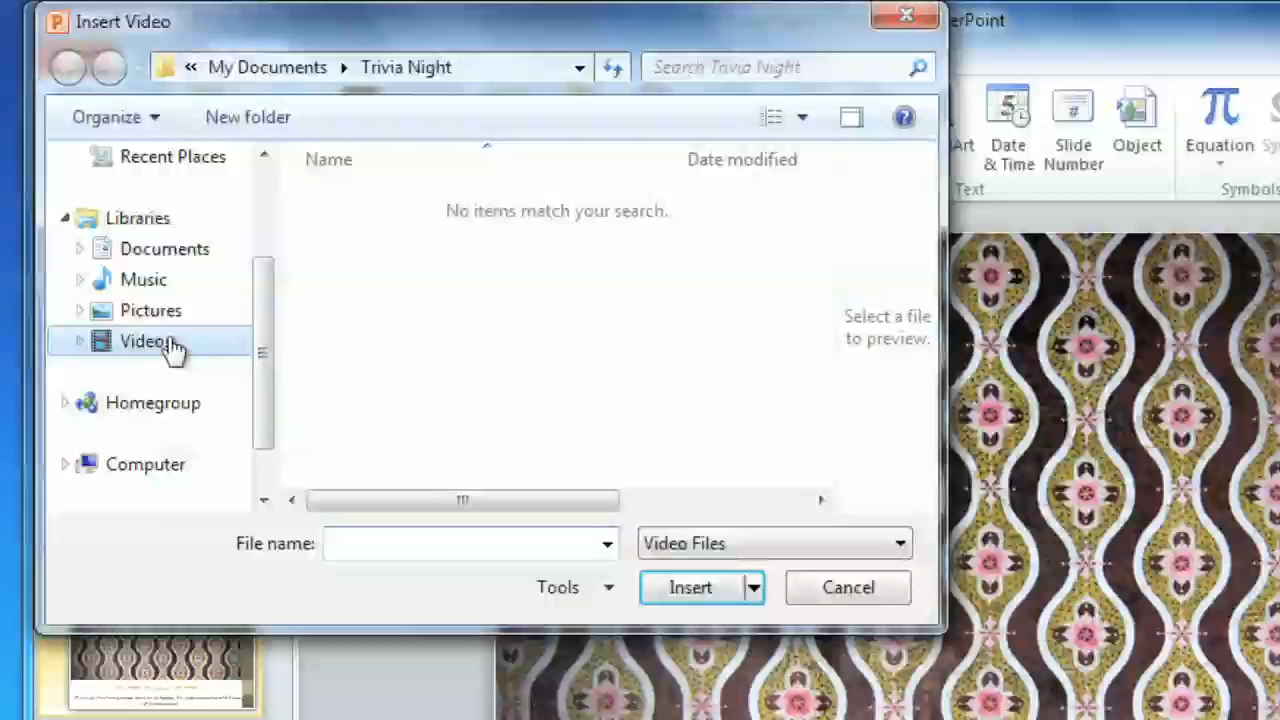 Insert Video
erPoint
« My Documents Trivia Night
Search Trivia Night
Organize
New folder
Recent Places
Name
Date modified
Art
Date
& Time
Slide
Number
Object
Equation
Sy
Text
Symbols
No items match your search.
Libraries
Documents
Music
Pictures
Videos
Select a file
to preview.
Homegroup
Computer
File name:
Video Files
Tools
Insert
Cancel